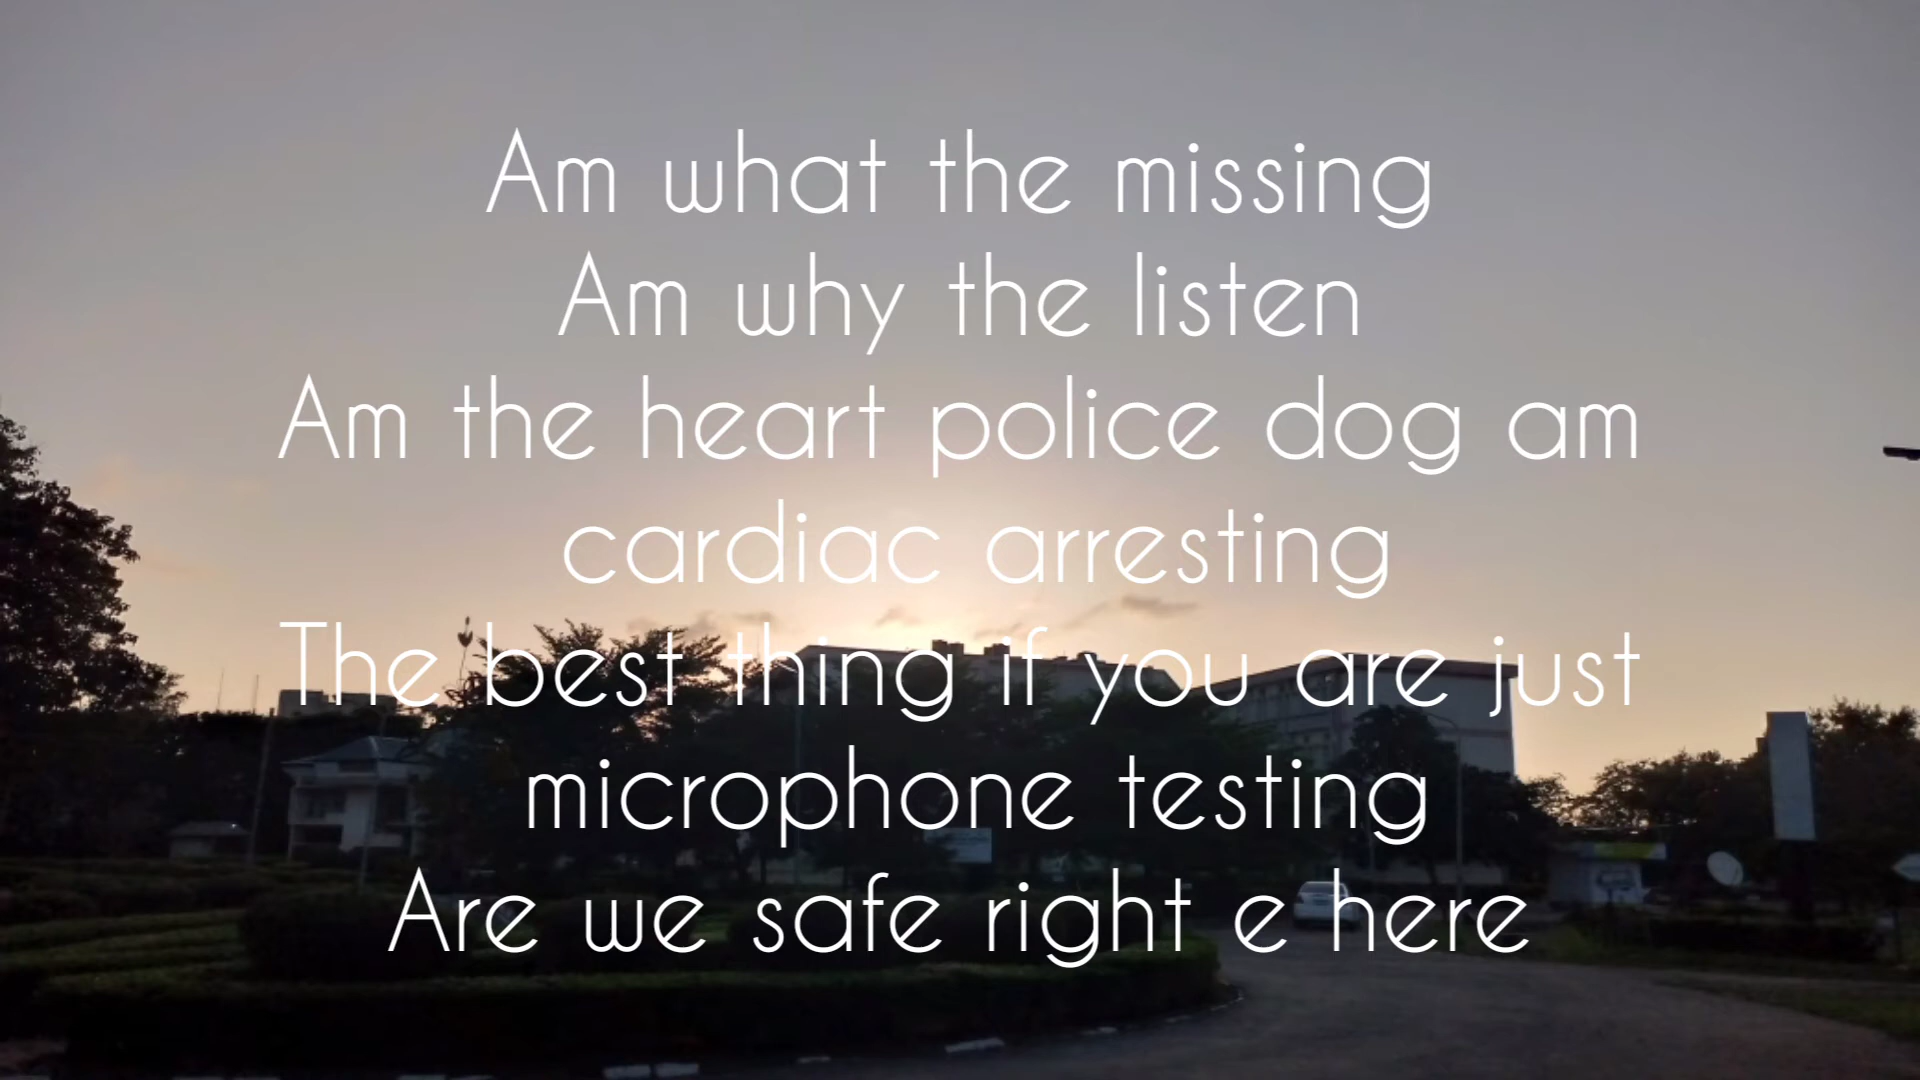 Am what the missing
Am why the listen
Am the heart police dog am
cardiac arresting
The best thing if you are just
microphone testing
Are we safe right e here